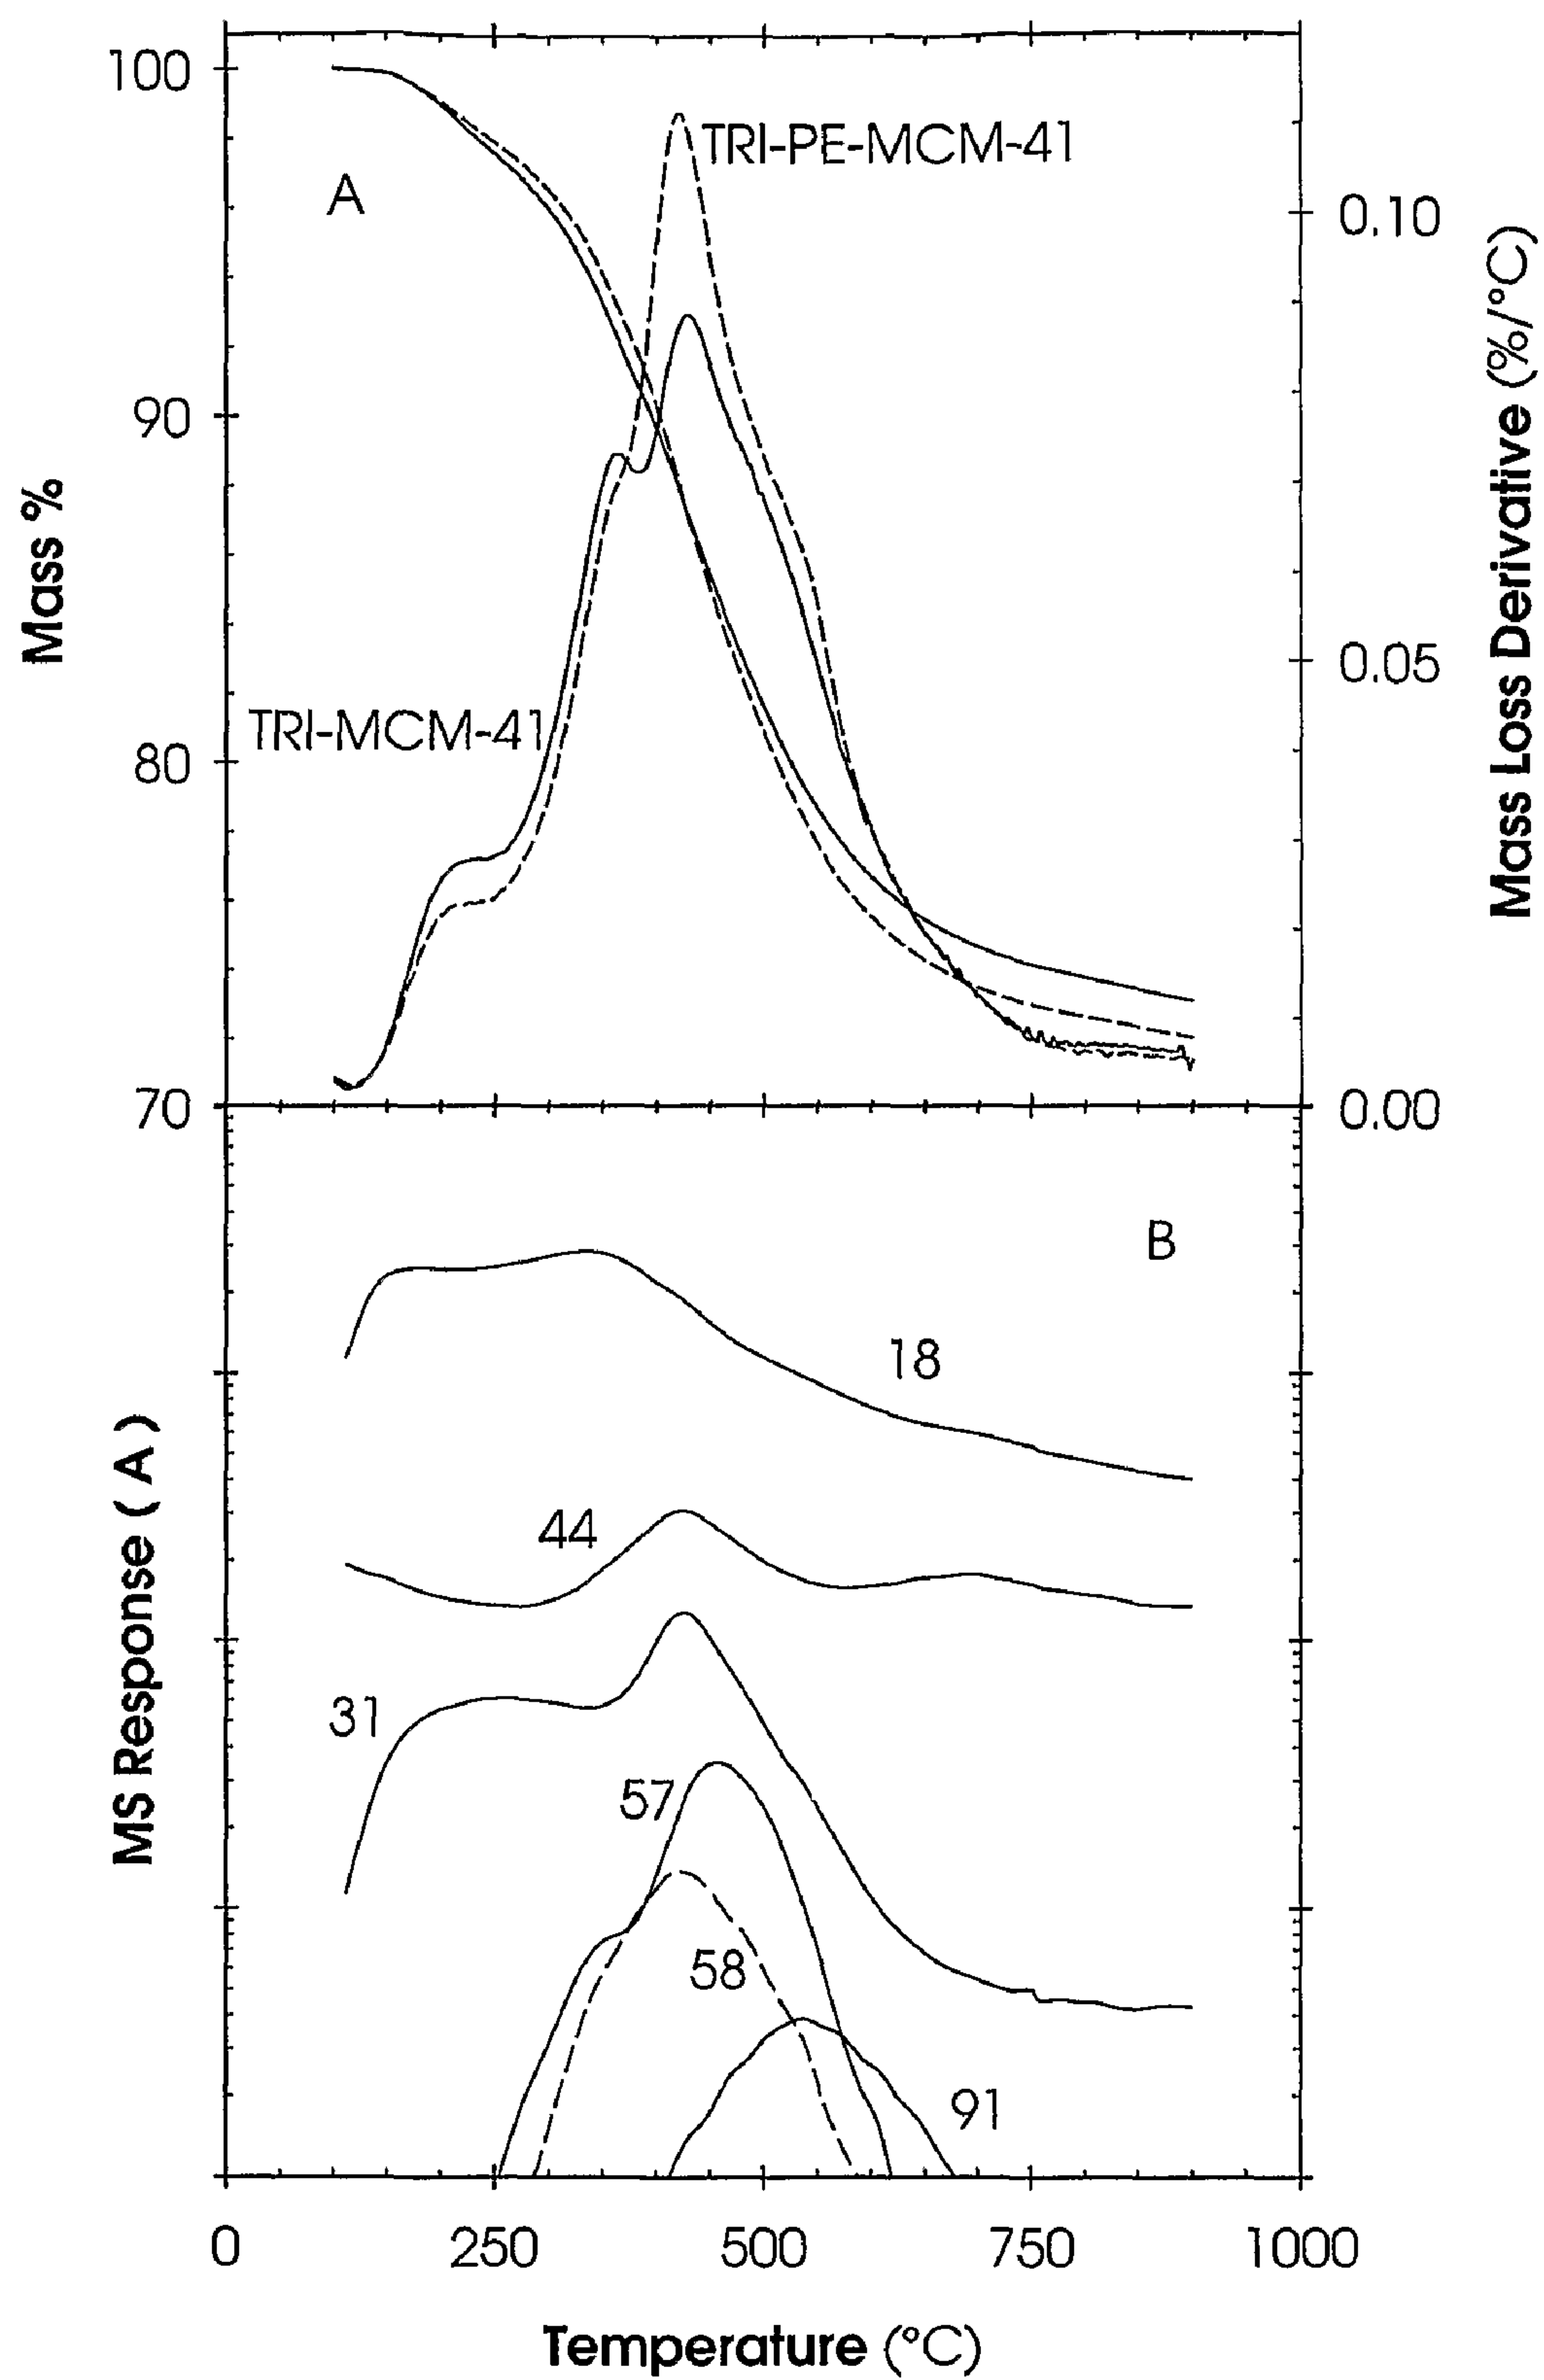 100
90
80
70
Mass %
A
TRI-PE-MCM-41
TRI-MCM-41
0.10
0.05
0.00
Mass Loss Derivative (%/°C)
B
18
44
31
57
58
91
MS Response ( A )
0
250
500
750
1000
Temperature (°C)